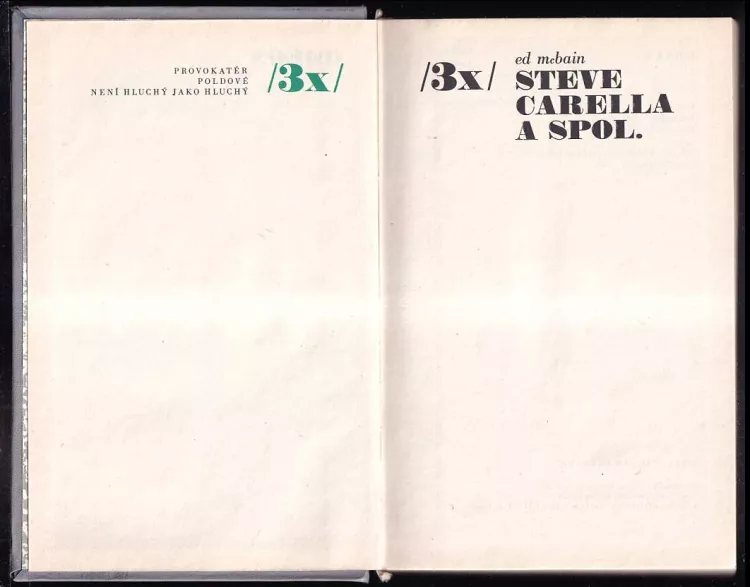 PROVOKATÉR
POLDOVÉ
NENÍ HLUCHÝ JAKO HLUCHÝ
/3x/
/3x/
ed mcbain
STEVE
CARELLA
A SPOL.